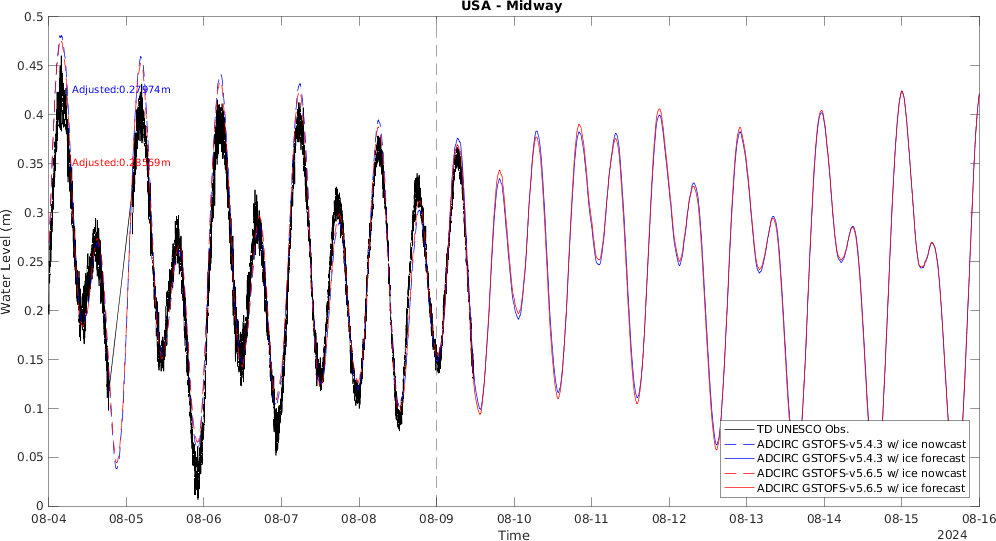 USA - Midway
0.5
0.45
0.4
0.35
0.3
0.25
0.2
0.15
0.1
0.05
0
Water Level (m)
Adjusted:0.27974m
Adjusted:0.28559m
TD UNESCO Obs.
ADCIRC GSTOFS-v5.4.3 w/ ice nowcast
ADCIRC GSTOFS-v5.4.3 w/ ice forecast
ADCIRC GSTOFS-v5.6.5 w/ ice nowcast
ADCIRC GSTOFS-v5.6.5 w/ ice forecast
08-04 08-05 08-06 08-07 08-08 08-09 08-10 08-11 08-12 08-13 08-14 08-15 08-16
Time
2024